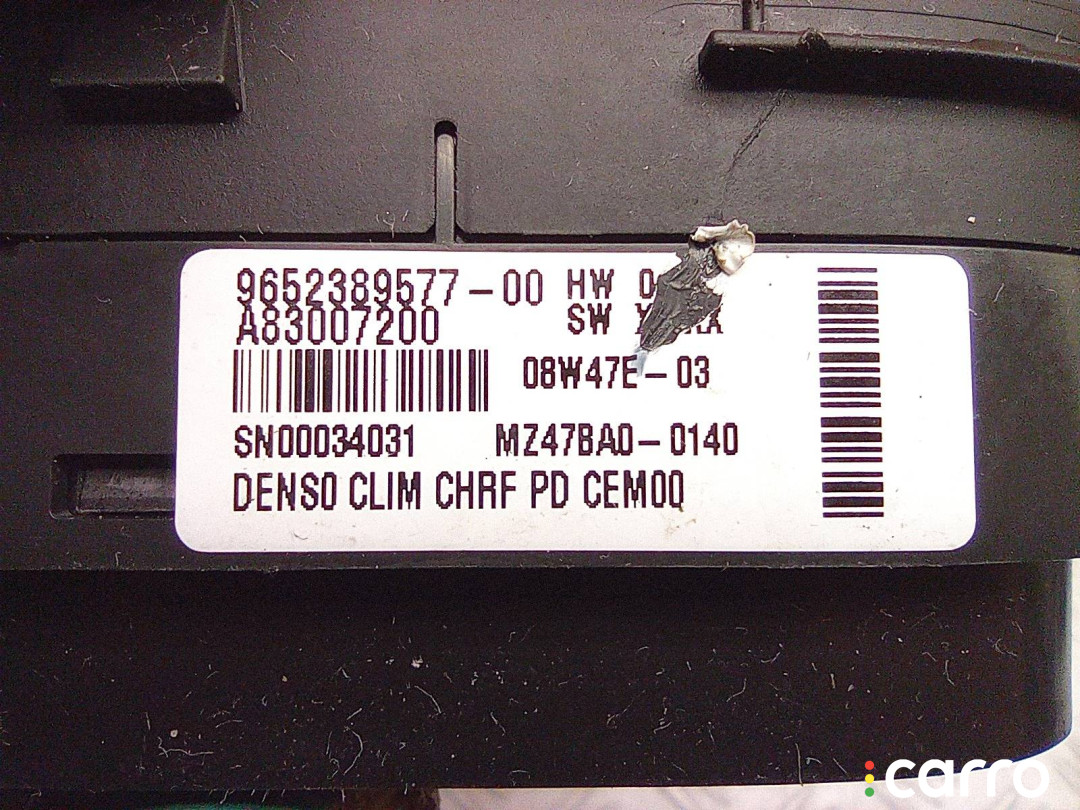 9652389577-00 HW
A83007200 SW
08W47E-03
SN00034031 MZ47BA0-0140
DENSO CLIM CHRF PD CEM00
carro